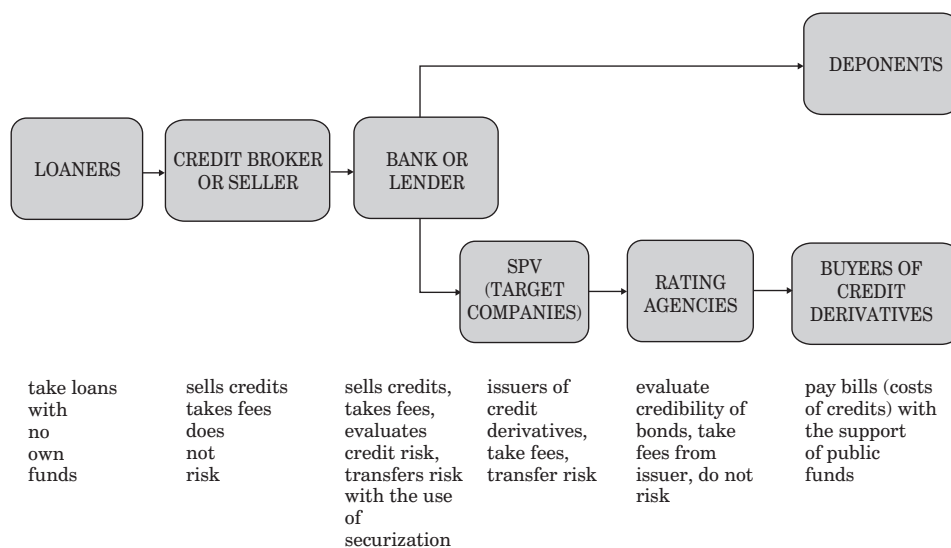 DEPONENTS
LOANERS
CREDIT BROKER
OR SELLER
BANK OR
LENDER
SPV
(TARGET
COMPANIES)
RATING
AGENCIES
BUYERS OF
CREDIT
DERIVATIVES
take loans
with
no
own
funds
sells credits
takes fees
does
not
risk
sells credits,
takes fees,
evaluates
credit risk,
transfers risk
with the use
of
securization
issuers of
credit
derivatives,
take fees,
transfer risk
evaluate
credibility of
bonds, take
fees from
issuer, do not
risk
pay bills (costs
of credits) with
the support
of public
funds